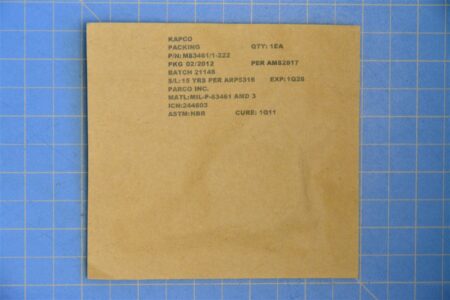 KAPCO
PACKING QTY: 1EA
P/N: M83461/1-222
PKG 02/2012 PER AMS2817
BATCH 21148
S/L: 15 YRS PER ARP5316 EXP: 1Q26
PARCO INC.
MATL: MIL-P-83461 AMD 3
ICN: 244603
ASTM: NBR CURE: 1Q11